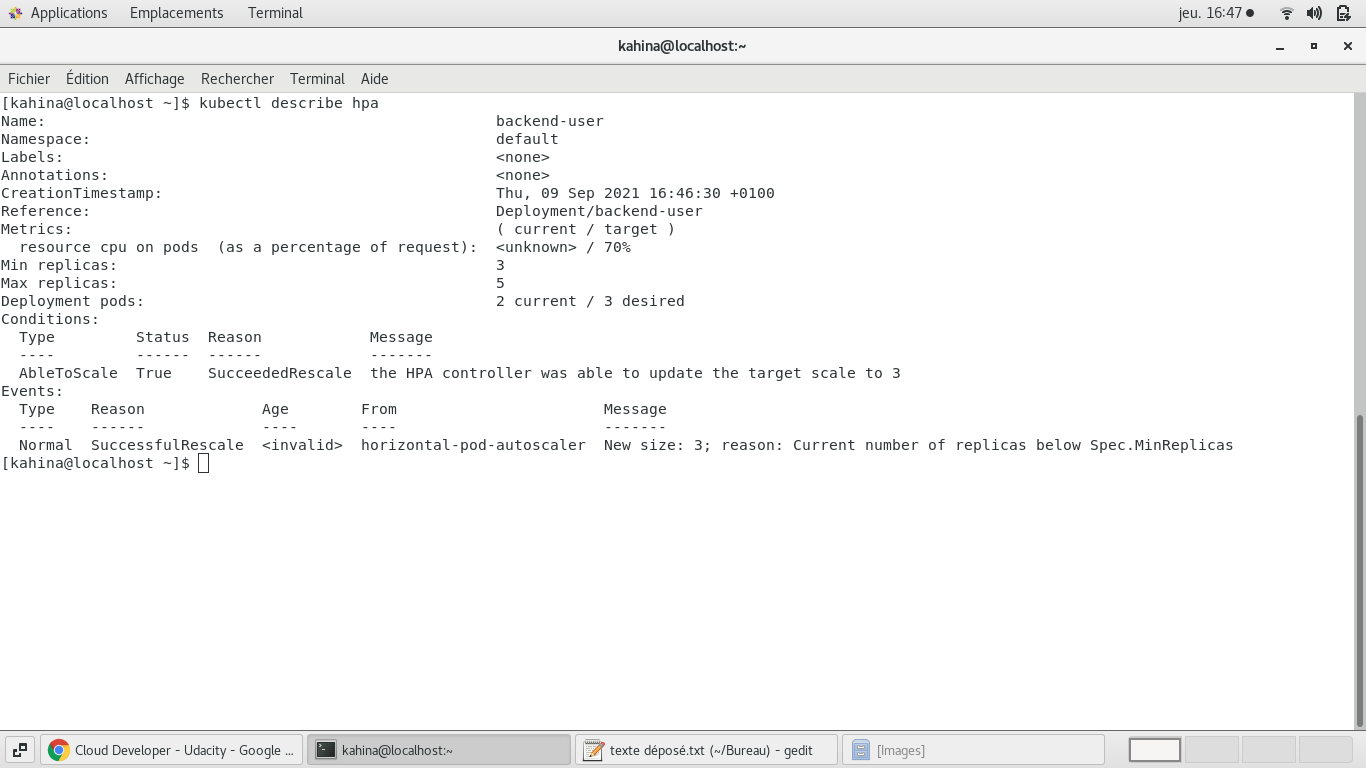 Applications Emplacements Terminal jeu. 16:47
kahina@localhost:~
Fichier Édition Affichage Rechercher Terminal Aide
[kahina@localhost ~]$ kubectl describe hpa
Name: backend-user
Namespace: default
Labels: <none>
Annotations: <none>
CreationTimestamp: Thu, 09 Sep 2021 16:46:30 +0100
Reference: Deployment/backend-user
Metrics: ( current / target )
resource cpu on pods (as a percentage of request): <unknown> / 70%
Min replicas: 3
Max replicas: 5
Deployment pods: 2 current / 3 desired
Conditions:
Type Status Reason Message
---- ------ ------ -------
AbleToScale True SucceededRescale the HPA controller was able to update the target scale to 3
Events:
Type Reason Age From Message
---- ------ ---- ---- -------
Normal SuccessfulRescale <invalid> horizontal-pod-autoscaler New size: 3; reason: Current number of replicas below Spec.MinReplicas
[kahina@localhost ~]$
Cloud Developer - Udacity - Google ... kahina@localhost:~ texte déposé.txt (~/Bureau) - gedit [Images]